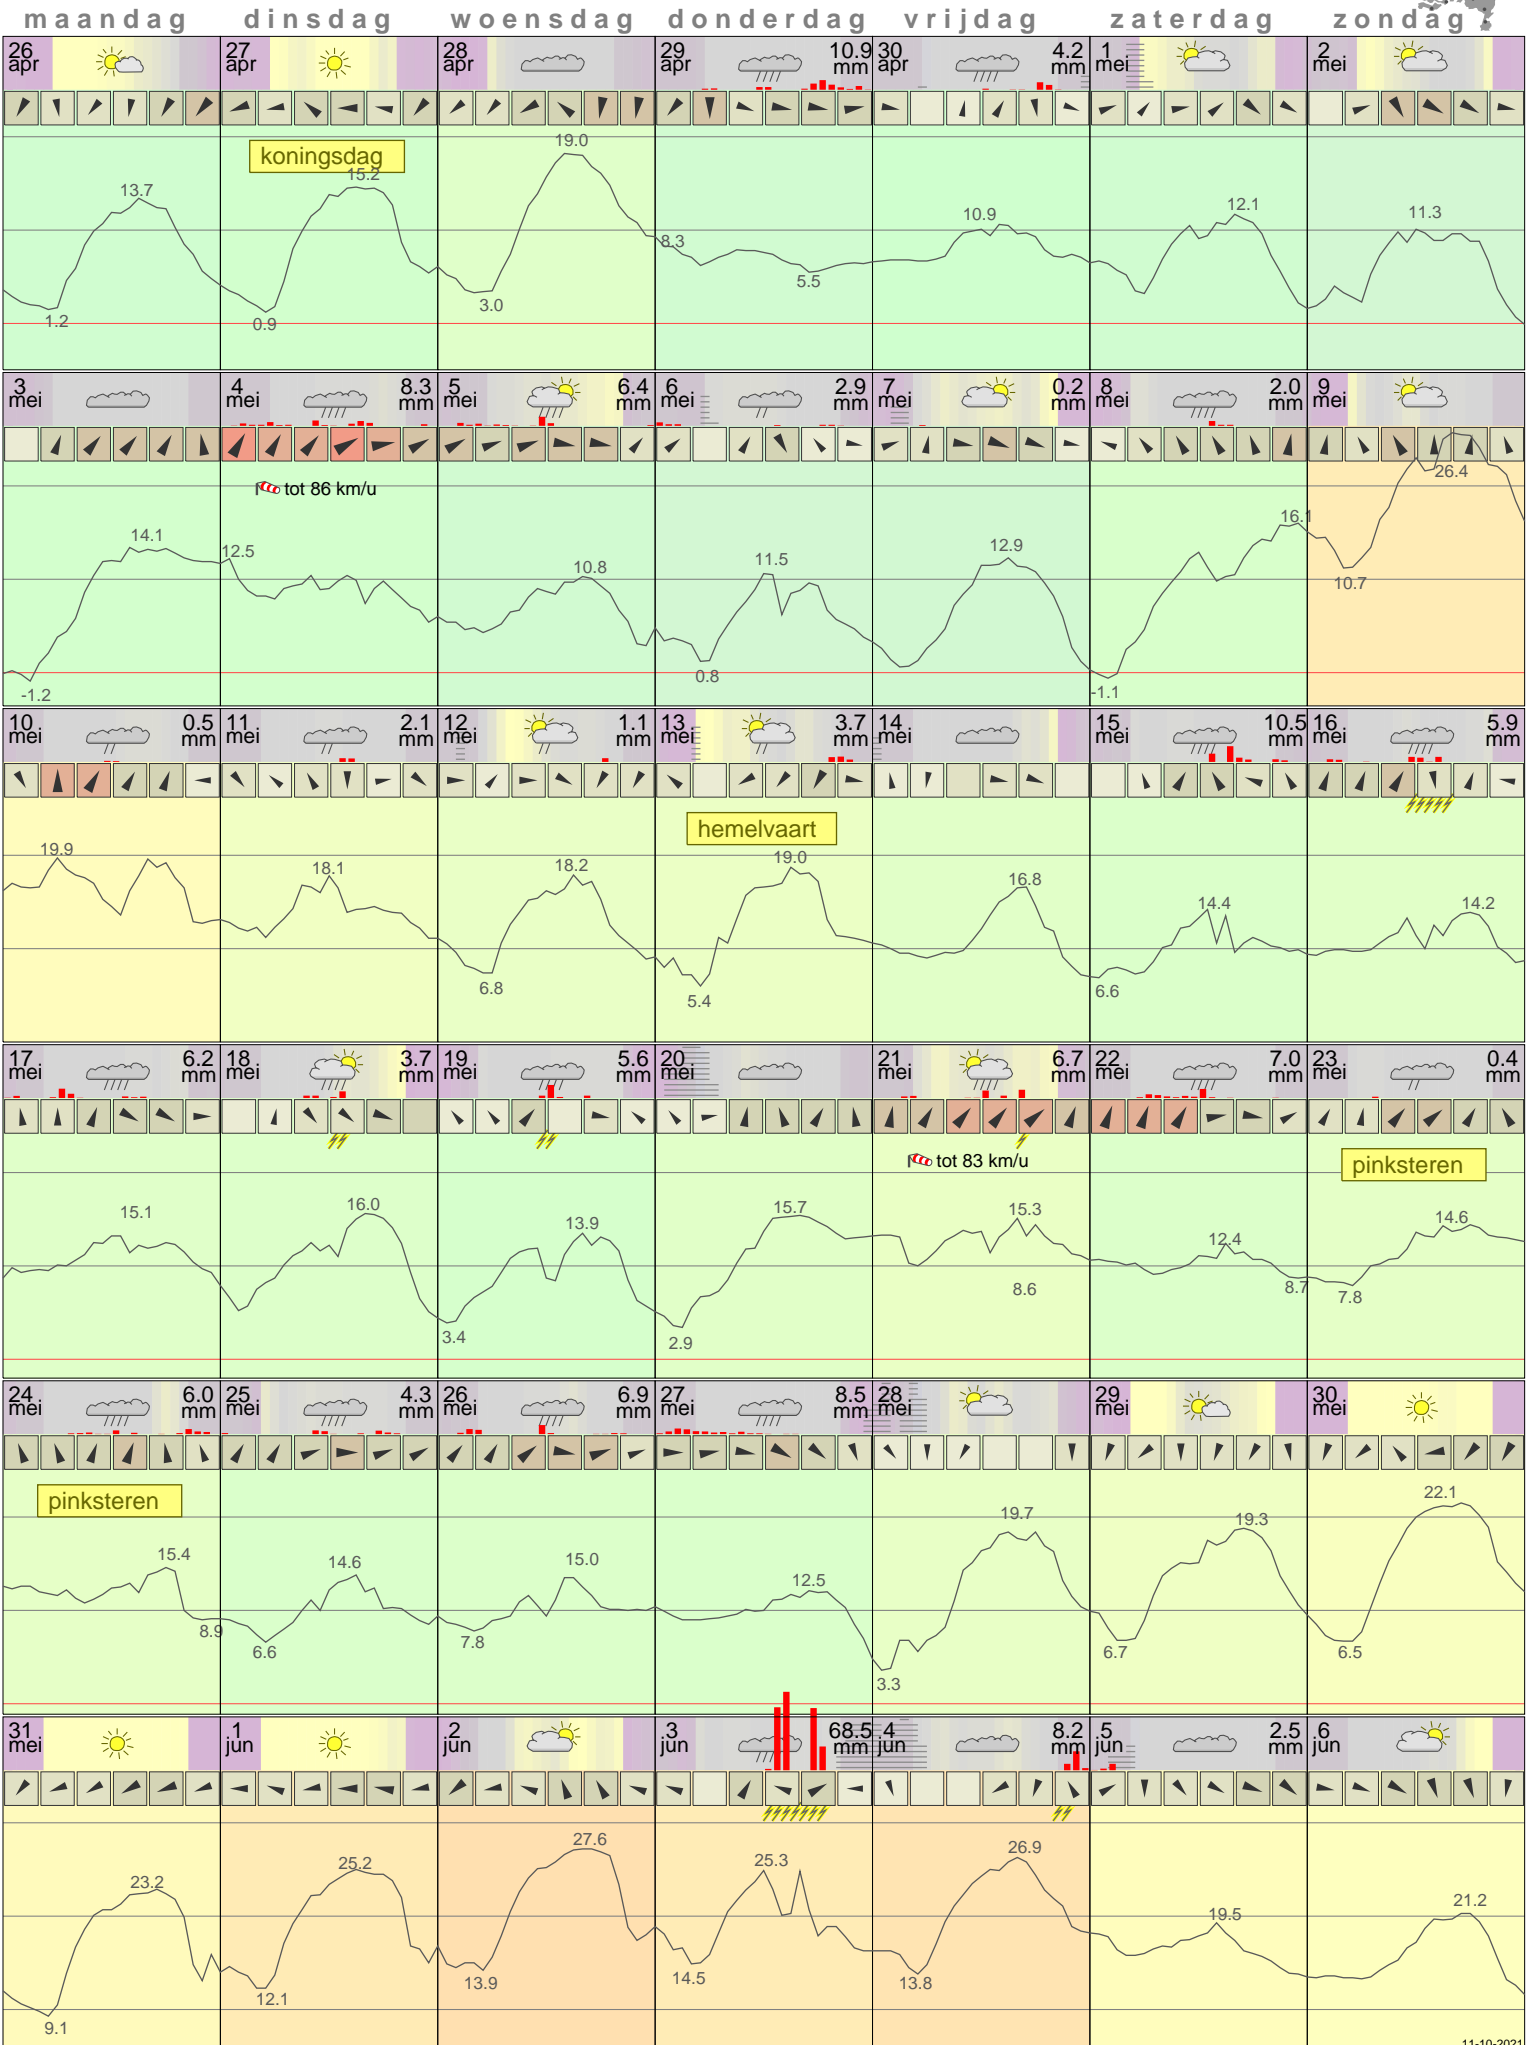 maandag dinsdag woensdag donderdag vrijdag zaterdag zondag
26 apr
27 apr
28 apr
29 apr 10.9 mm
30 apr 4.2 mm
1 mei
2 mei
koningsdag
13.7 1.2
15.2 0.9
19.0 3.0
8.3 5.5
10.9
12.1
11.3
3 mei
4 mei 8.3 mm
5 mei 6.4 mm
6 mei 2.9 mm
7 mei 0.2 mm
8 mei 2.0 mm
9 mei
tot 86 km/u
14.1 -1.2
12.5
10.8
11.5 0.8
12.9
16.1 -1.1
26.4 10.7
10 mei 0.5 mm
11 mei 2.1 mm
12 mei 1.1 mm
13 mei 3.7 mm
14 mei
15 mei 10.5 mm
16 mei 5.9 mm
hemelvaart
19.9
18.1
18.2 6.8
19.0 5.4
16.8
14.4 6.6
14.2
17 mei 6.2 mm
18 mei 3.7 mm
19 mei 5.6 mm
20 mei
21 mei 6.7 mm
22 mei 7.0 mm
23 mei 0.4 mm
tot 83 km/u
pinksteren
15.1
16.0
13.9 3.4
15.7 2.9
15.3 8.6
12.4 8.7
14.6 7.8
24 mei 6.0 mm
25 mei 4.3 mm
26 mei 6.9 mm
27 mei 8.5 mm
28 mei
29 mei
30 mei
pinksteren
15.4 8.9
14.6 6.6
15.0 7.8
12.5
19.7 3.3
19.3 6.7
22.1 6.5
31 mei
1 jun
2 jun
3 jun 68.5 mm
4 jun 8.2 mm
5 jun 2.5 mm
6 jun
23.2 9.1
25.2 12.1
27.6 13.9
25.3 14.5
26.9 13.8
19.5
21.2
11-10-2021